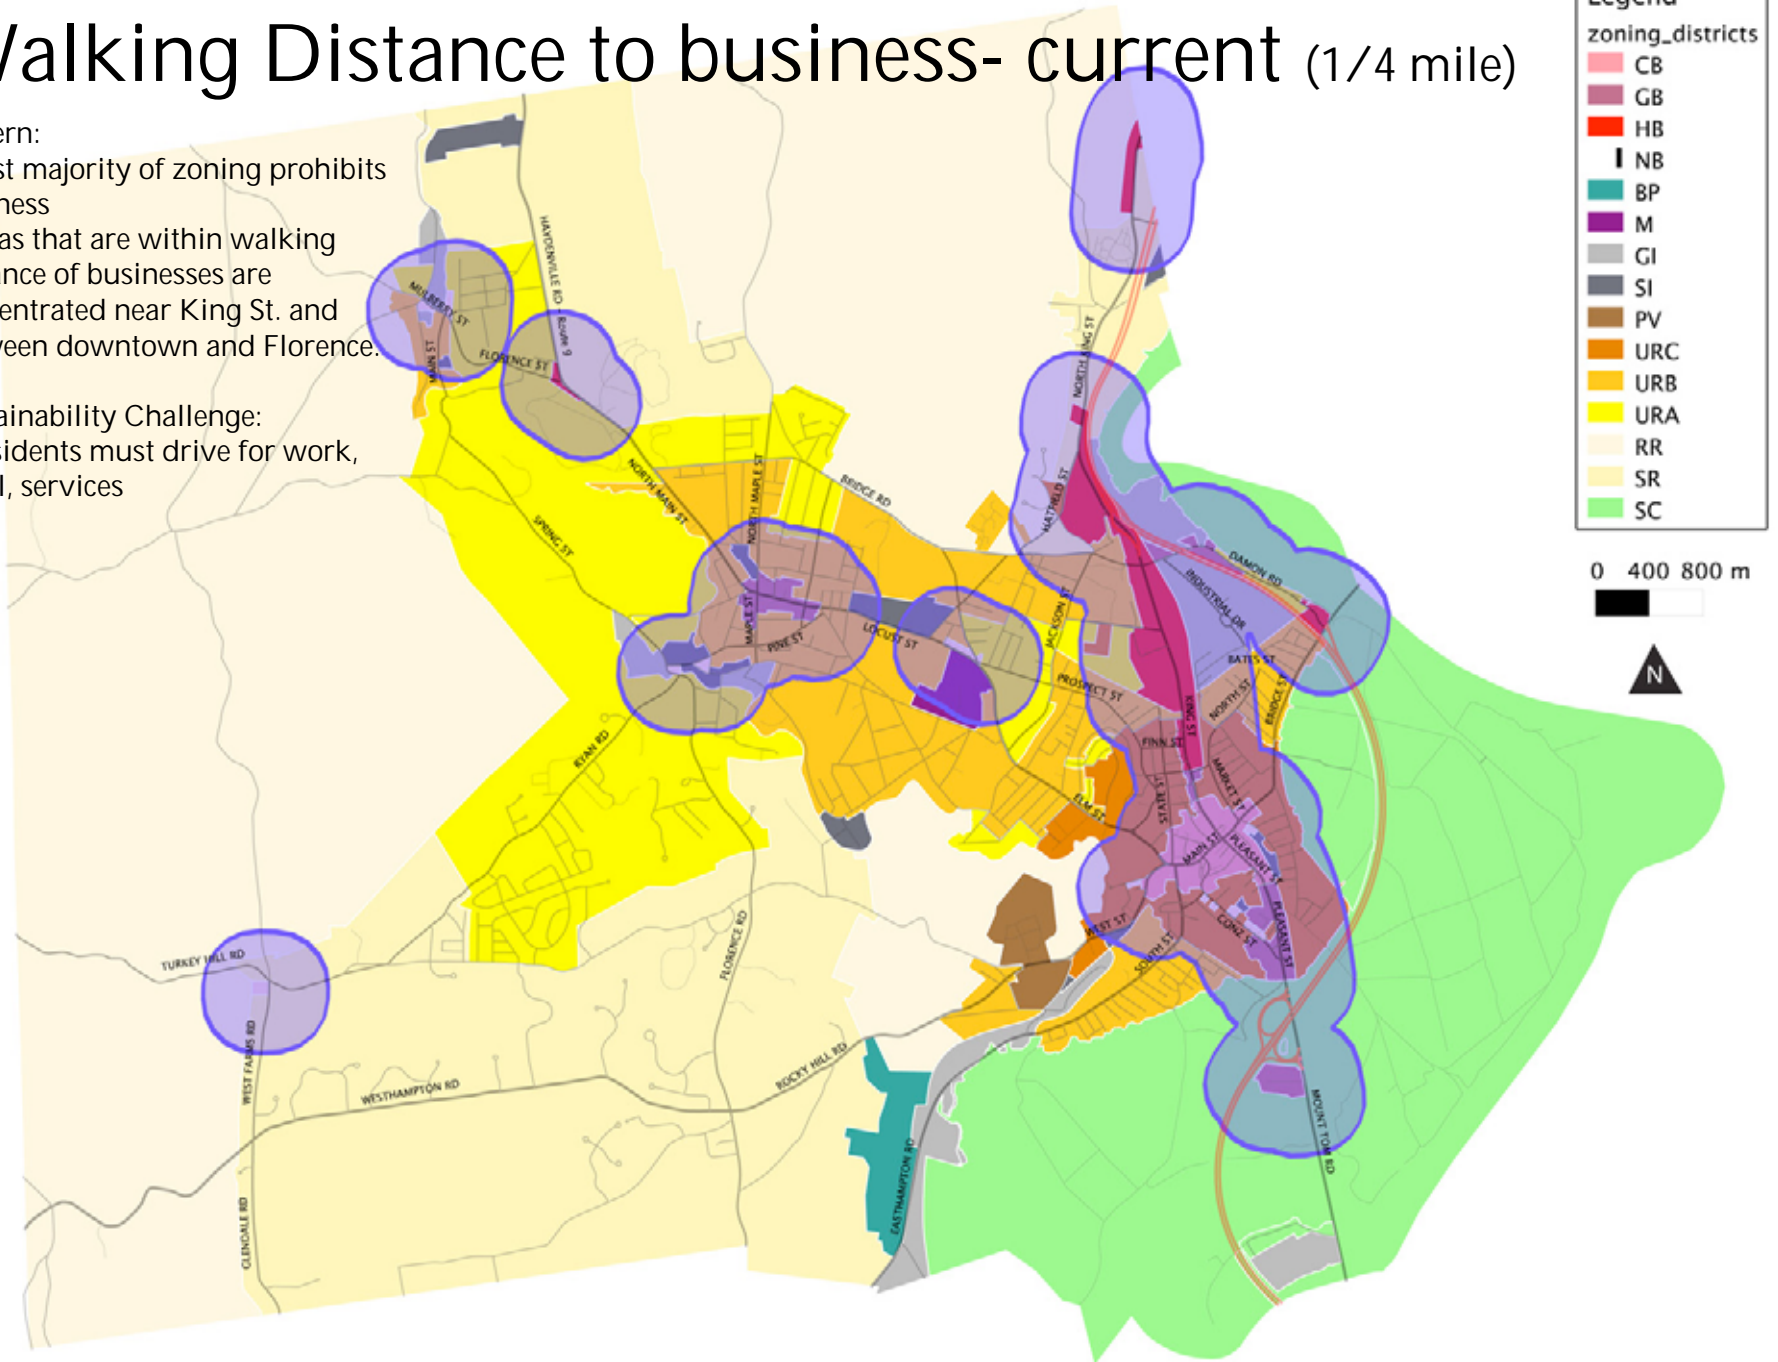 Walking Distance to business- current (1/4 mile)
ern:
st majority of zoning prohibits
ness
as that are within walking
ance of businesses are
entrated near King St. and
ween downtown and Florence.
ainability Challenge:
sidents must drive for work,
l, services
Legend
zoning_districts
CB
GB
HB
NB
BP
M
GI
SI
PV
URC
URB
URA
RR
SR
SC
0 400 800 m
N
HAYDENVILLE RD - Route 9
MULBERRY ST
MAIN ST
FLORENCE ST
NORTH KING ST
NORTH MAIN ST
NORTH MAPLE ST
BRIDGE RD
HATFIELD ST
SPRING ST
DAMON RD
INDUSTRIAL DR
MAPLE ST
PINE ST
LOCUST ST
JACKSON ST
BATES ST
PROSPECT ST
NORTH ST
BRIDGE ST
KING ST
FINN ST
RYAN RD
MARKET ST
STATE ST
ELM ST
MAIN ST
PLEASANT ST
WEST ST
CONZ ST
PLEASANT ST
SOUTH ST
FLORENCE RD
TURKEY HILL RD
WEST FARMS RD
WESTHAMPTON RD
ROCKY HILL RD
MOUNT TOM RD
EASTHAMPTON RD
GLENDALE RD